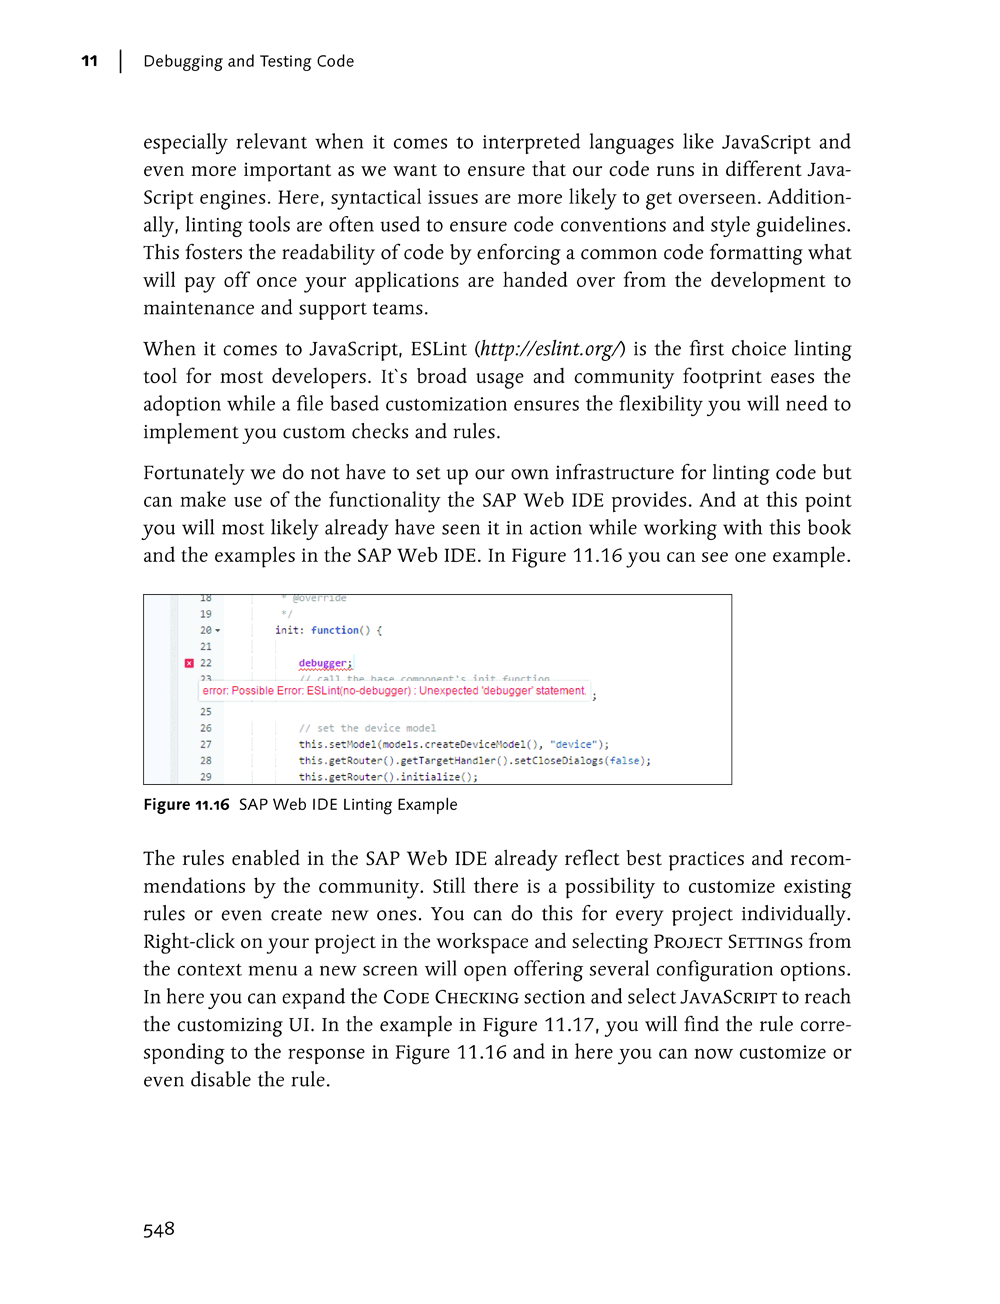 11 Debugging and Testing Code
especially relevant when it comes to interpreted languages like JavaScript and
even more important as we want to ensure that our code runs in different Java-
Script engines. Here, syntactical issues are more likely to get overseen. Addition-
ally, linting tools are often used to ensure code conventions and style guidelines.
This fosters the readability of code by enforcing a common code formatting what
will pay off once your applications are handed over from the development to
maintenance and support teams.
When it comes to JavaScript, ESLint (http://eslint.org/) is the first choice linting
tool for most developers. It`s broad usage and community footprint eases the
adoption while a file based customization ensures the flexibility you will need to
implement you custom checks and rules.
Fortunately we do not have to set up our own infrastructure for linting code but
can make use of the functionality the SAP Web IDE provides. And at this point
you will most likely already have seen it in action while working with this book
and the examples in the SAP Web IDE. In Figure 11.16 you can see one example.
18 * @override
19 */
20 init: function() {
21
22 debugger;
23 // call the base component's init function
error: Possible Error: ESLint(no-debugger) : Unexpected 'debugger' statement. ;
25
26 // set the device model
27 this.setModel(models.createDeviceModel(), "device");
28 this.getRouter().getTargetHandler().setCloseDialogs(false);
29 this.getRouter().initialize();
Figure 11.16 SAP Web IDE Linting Example
The rules enabled in the SAP Web IDE already reflect best practices and recom-
mendations by the community. Still there is a possibility to customize existing
rules or even create new ones. You can do this for every project individually.
Right-click on your project in the workspace and selecting Project Settings from
the context menu a new screen will open offering several configuration options.
In here you can expand the Code Checking section and select JavaScript to reach
the customizing UI. In the example in Figure 11.17, you will find the rule corre-
sponding to the response in Figure 11.16 and in here you can now customize or
even disable the rule.
548